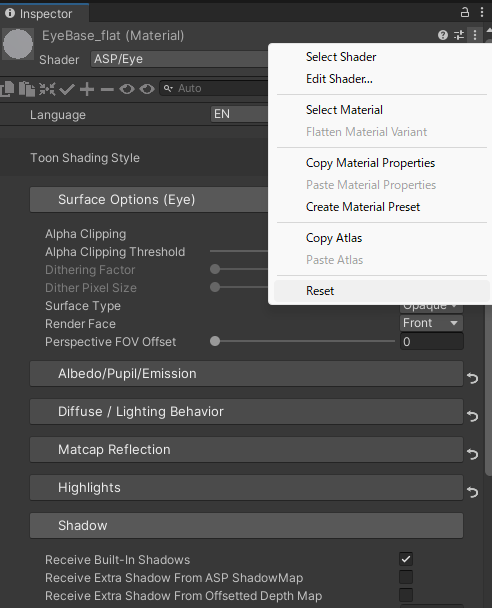 Inspector
EyeBase_flat (Material)
Shader ASP/Eye
Auto
Language EN
Toon Shading Style
Surface Options (Eye)
Alpha Clipping
Alpha Clipping Threshold
Dithering Factor
Dither Pixel Size
Surface Type Opaque
Render Face Front
Perspective FOV Offset 0
Albedo/Pupil/Emission
Diffuse / Lighting Behavior
Matcap Reflection
Highlights
Shadow
Receive Built-In Shadows
Receive Extra Shadow From ASP ShadowMap
Receive Extra Shadow From Offsetted Depth Map
Select Shader
Edit Shader...
Select Material
Flatten Material Variant
Copy Material Properties
Paste Material Properties
Create Material Preset
Copy Atlas
Paste Atlas
Reset